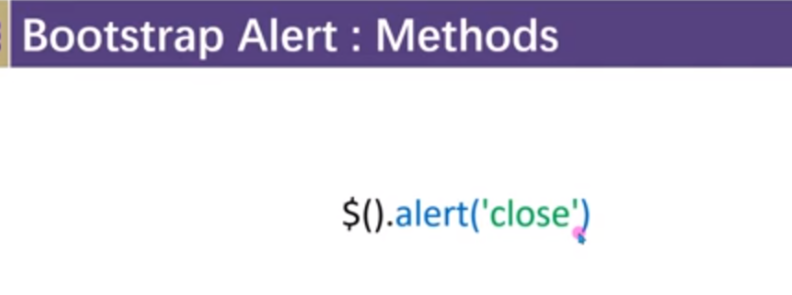 Bootstrap Alert : Methods
$().alert('close')